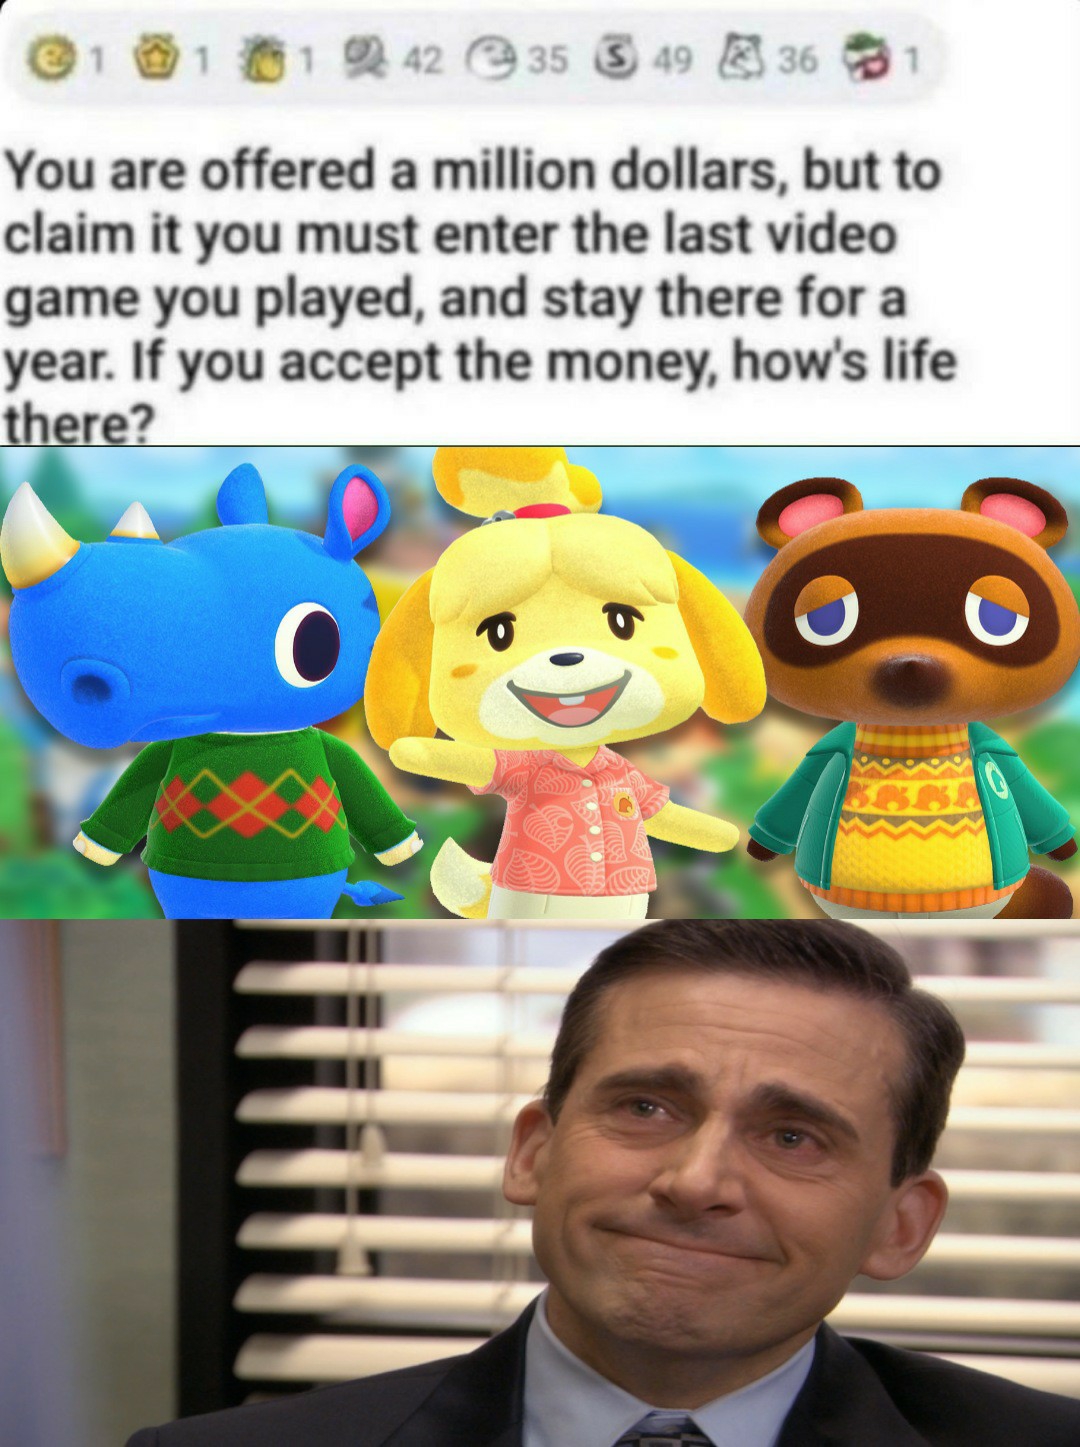 1 1 1 42 35 S 49 36 1
You are offered a million dollars, but to
claim it you must enter the last video
game you played, and stay there for a
year. If you accept the money, how's life
there?